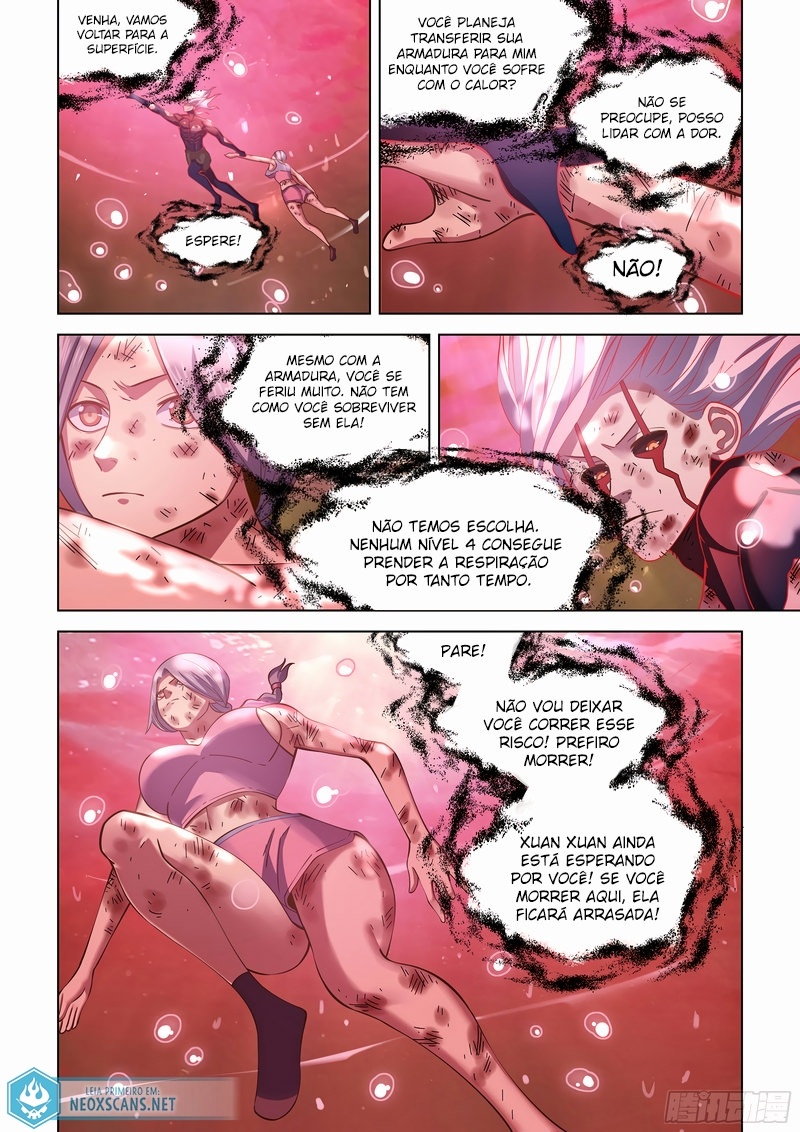 VENHA, VAMOS
VOLTAR PARA A
SUPERFÍCIE.
ESPERE!
VOCÊ PLANEJA
TRANSFERIR SUA
ARMADURA PARA MIM
ENQUANTO VOCÊ SOFRE
COM O CALOR?
NÃO SE
PREOCUPE, POSSO
LIDAR COM A DOR.
NÃO!
MESMO COM A
ARMADURA, VOCÊ SE
FERIU MUITO. NÃO TEM
COMO VOCÊ SOBREVIVER
SEM ELA!
NÃO TEMOS ESCOLHA.
NENHUM NÍVEL 4 CONSEGUE
PRENDER A RESPIRAÇÃO
POR TANTO TEMPO.
PARE!
NÃO VOU DEIXAR
VOCÊ CORRER ESSE
RISCO! PREFIRO
MORRER!
XUAN XUAN AINDA
ESTÁ ESPERANDO
POR VOCÊ! SE VOCÊ
MORRER AQUI, ELA
FICARÁ ARRASADA!
LEIA PRIMEIRO EM:
NEOXSCANS.NET
腾讯动漫